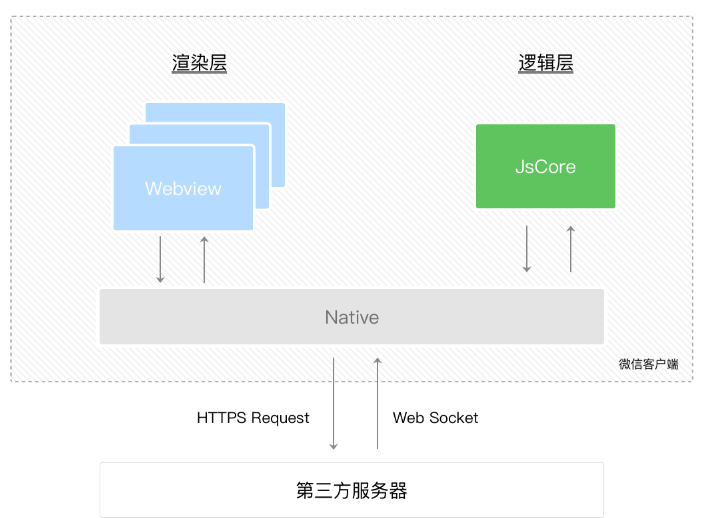 渲染层
逻辑层
Webview
JsCore
Native
微信客户端
HTTPS Request
Web Socket
第三方服务器